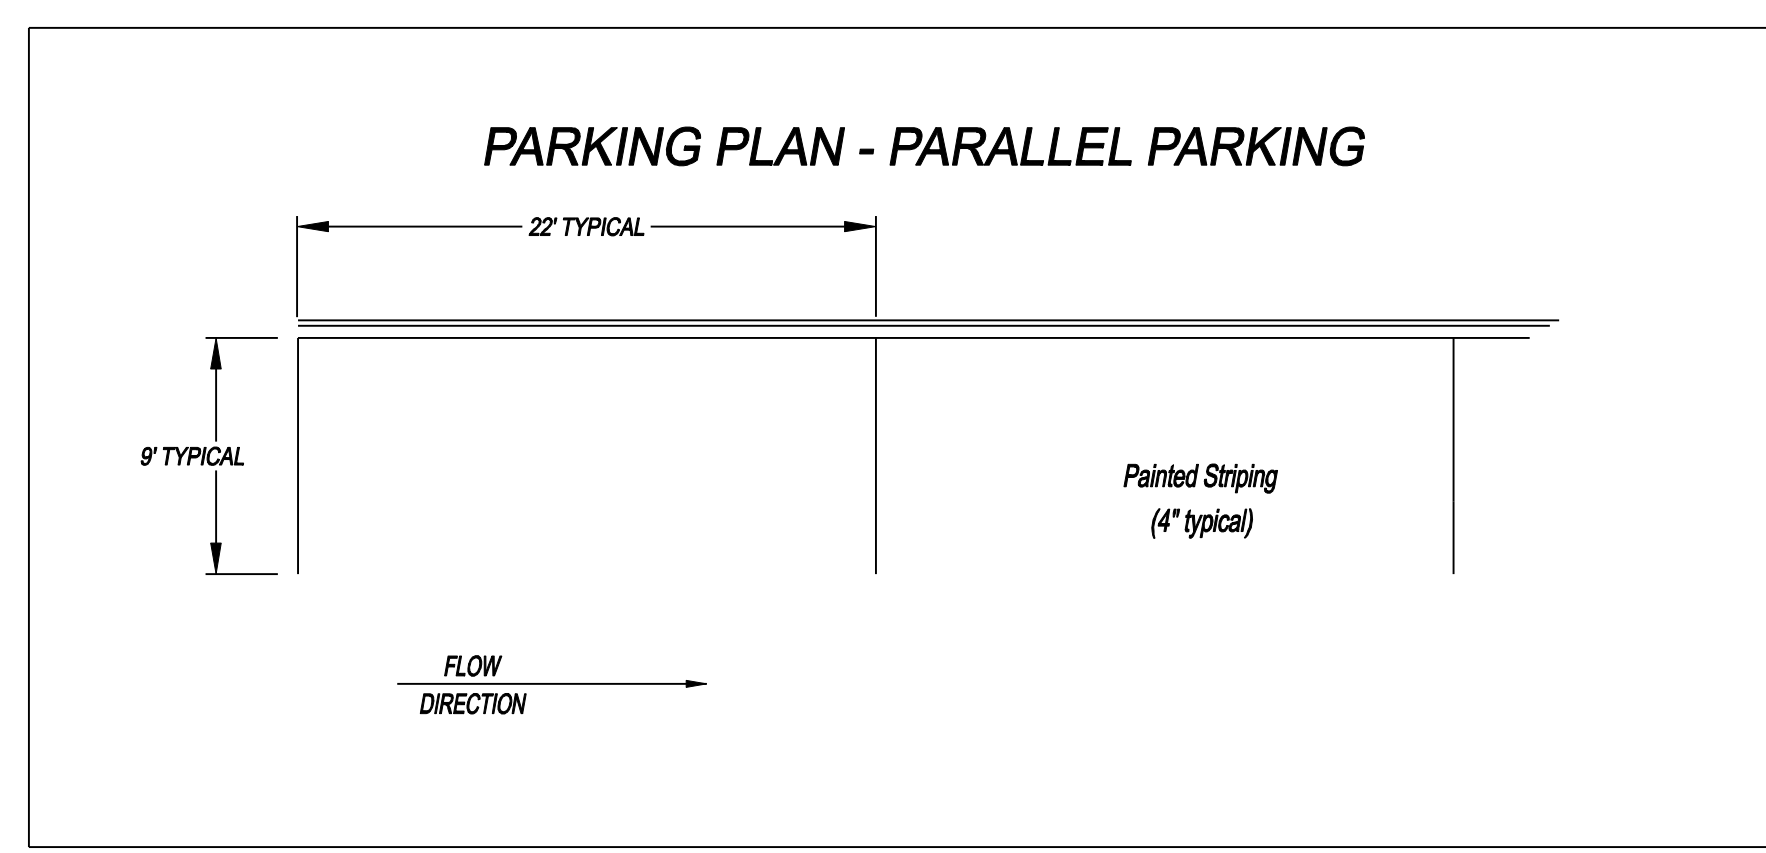 PARKING PLAN - PARALLEL PARKING
22' TYPICAL
9' TYPICAL
Painted Striping
(4" typical)
FLOW
DIRECTION